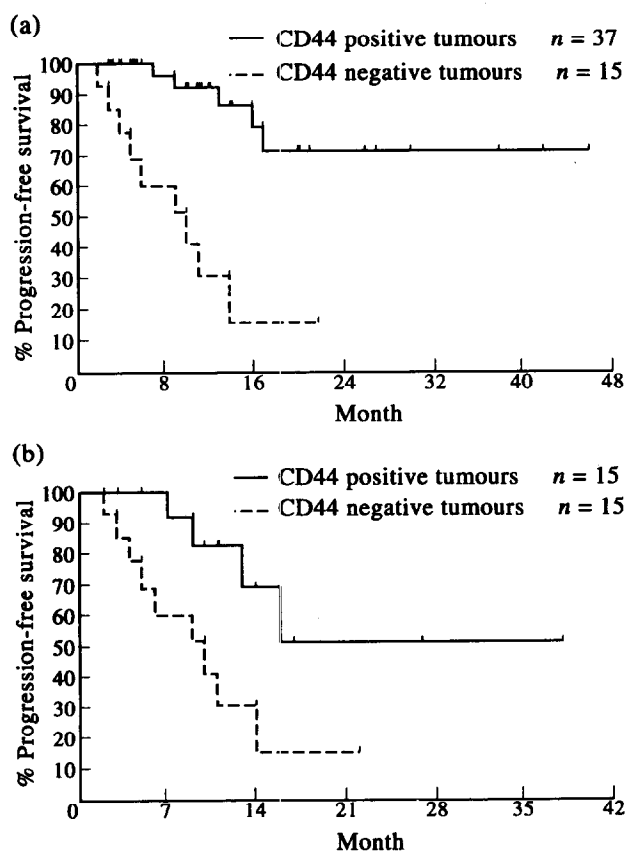 (a)
CD44 positive tumours n = 37
CD44 negative tumours n = 15
% Progression-free survival
100
90
80
70
60
50
40
30
20
10
0 8 16 24 32 40 48
Month
(b)
CD44 positive tumours n = 15
CD44 negative tumours n = 15
% Progression-free survival
100
90
80
70
60
50
40
30
20
10
0 7 14 21 28 35 42
Month